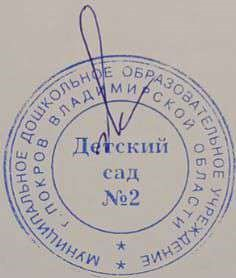 МУНИЦИПАЛЬНОЕ ДОШКОЛЬНОЕ ОБРАЗОВАТЕЛЬНОЕ УЧРЕЖДЕНИЕ
г. ПОКРОВ ВЛАДИМИРСКОЙ ОБЛАСТИ
Детский
сад
№2